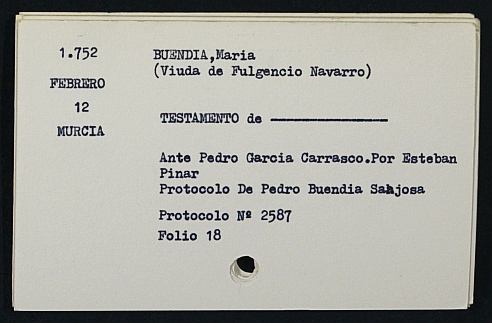 1.752
FEBRERO
12
MURCIA
BUENDIA,Maria
(Viuda de Fulgencio Navarro)
TESTAMENTO de ————————
Ante Pedro Garcia Carrasco.Por Esteban
Pinar
Protocolo De Pedro Buendia Sahjosa
Protocolo Nº 2587
Folio 18